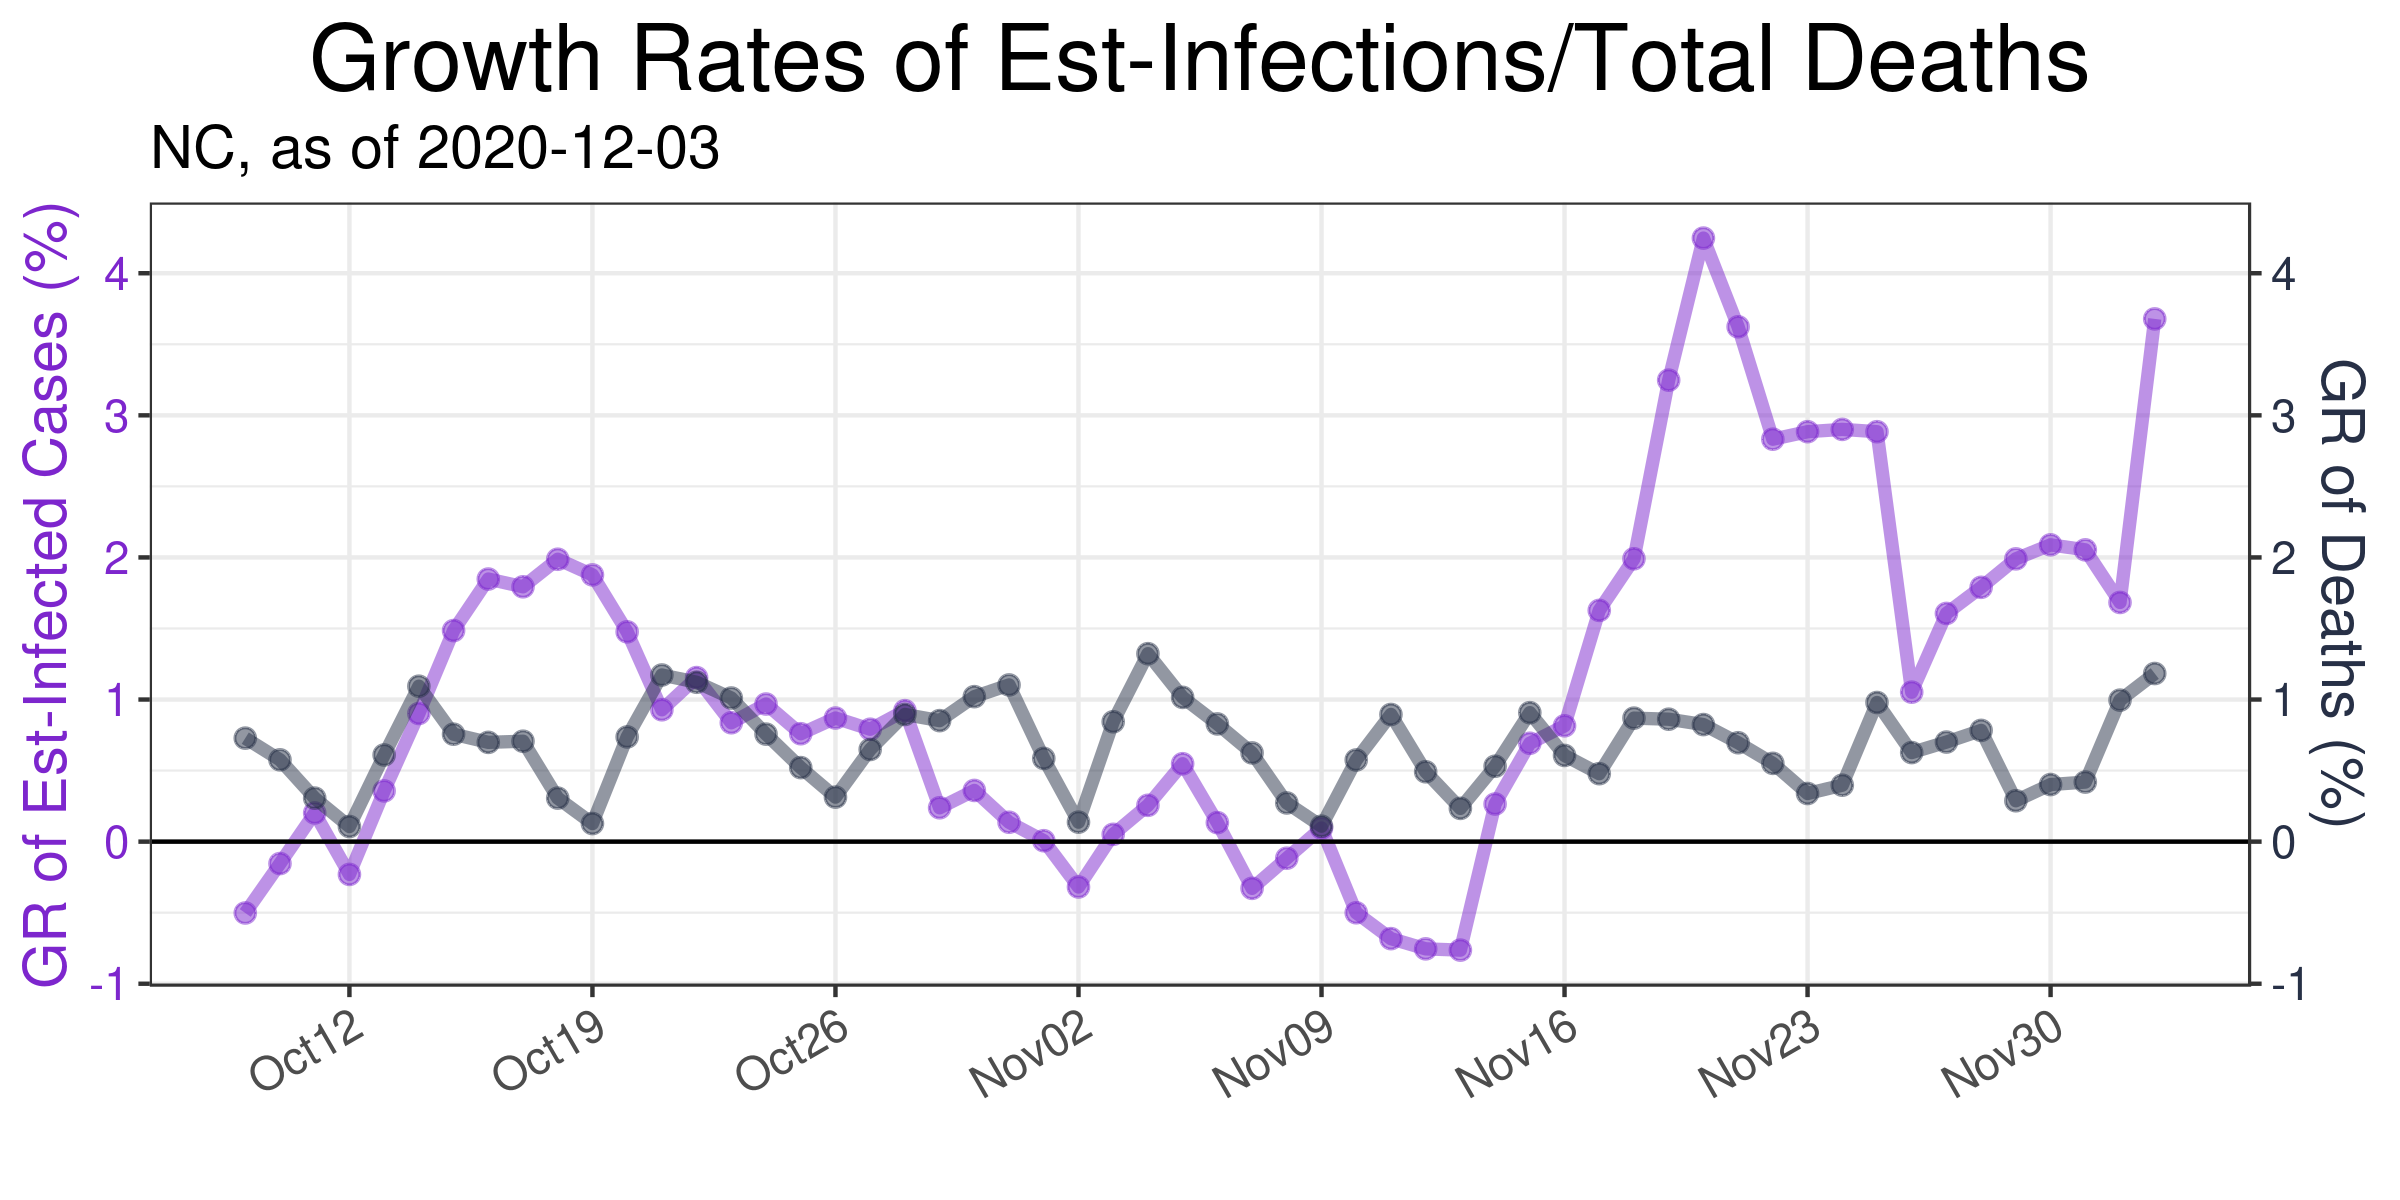 Growth Rates of Est-Infections/Total Deaths
NC, as of 2020-12-03
GR of Est-Infected Cases (%)
4
3
2
1
0
-1
4
3
2
1
0
-1
GR of Deaths (%)
Oct12
Oct19
Oct26
Nov02
Nov09
Nov16
Nov23
Nov30